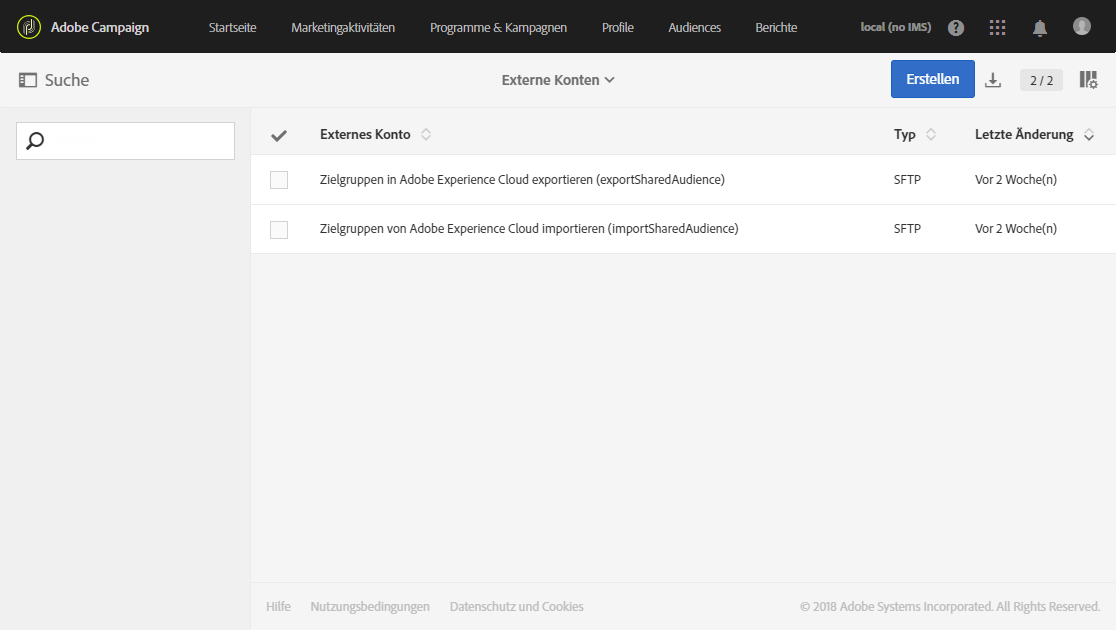 Adobe Campaign Startseite Marketingaktivitäten Programme & Kampagnen Profile Audiences Berichte local (no IMS) ?
Suche Externe Konten Erstellen 2 / 2
Externes Konto Typ Letzte Änderung
Zielgruppen in Adobe Experience Cloud exportieren (exportSharedAudience) SFTP Vor 2 Woche(n)
Zielgruppen von Adobe Experience Cloud importieren (importSharedAudience) SFTP Vor 2 Woche(n)
Hilfe Nutzungsbedingungen Datenschutz und Cookies © 2018 Adobe Systems Incorporated. All Rights Reserved.